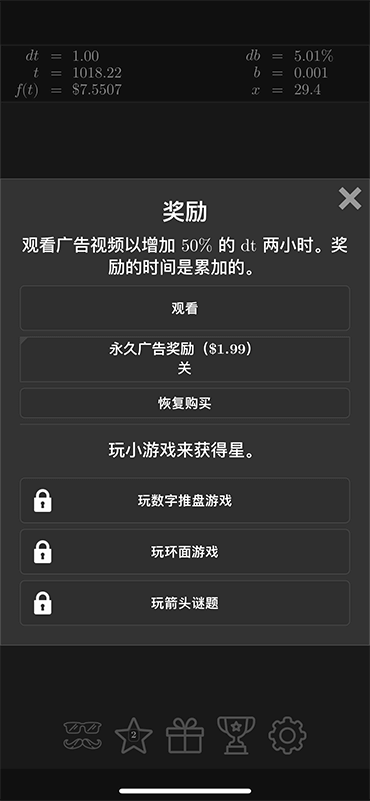 dt = 1.00 db = 5.01%
t = 1018.22 b = 0.001
f(t) = $7.5507 x = 29.4
奖励
观看广告视频以增加 50% 的 dt 两小时。奖
励的时间是累加的。
观看
永久广告奖励（$1.99）
关
恢复购买
玩小游戏来获得星。
玩数字推盘游戏
玩环面游戏
玩箭头谜题
2